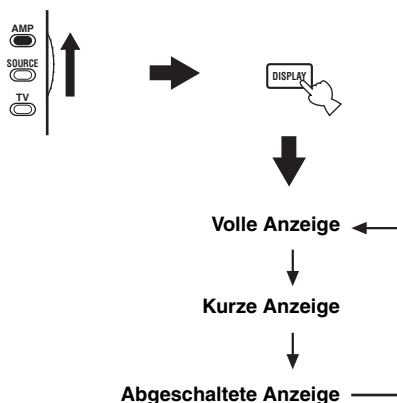 AMP
SOURCE
TV
DISPLAY
Volle Anzeige
Kurze Anzeige
Abgeschaltete Anzeige